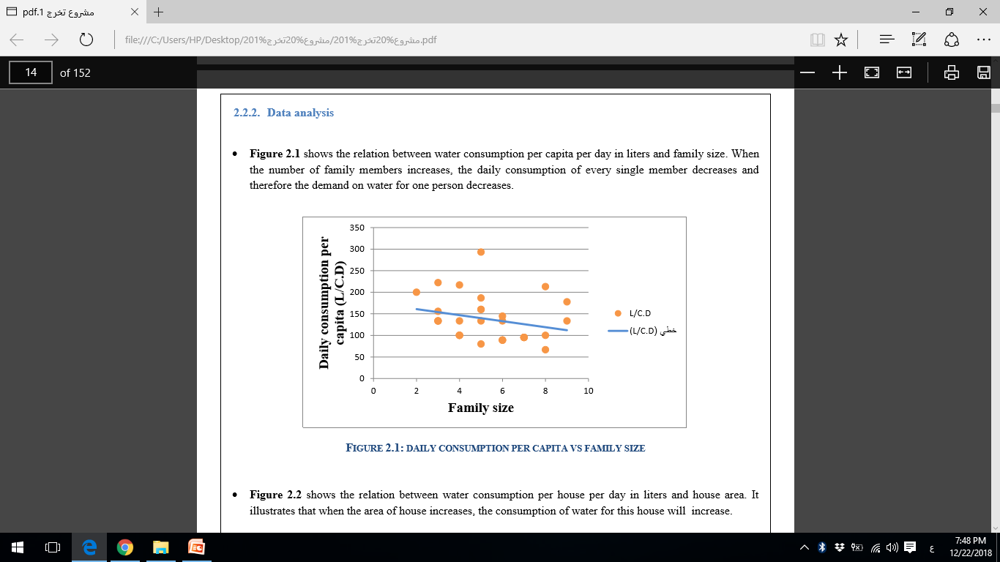 مشروع تخرج 1.pdf
file:///C:/Users/HP/Desktop/201%مشروع%20تخرج/201%مشروع%20تخرج.pdf
14 of 152
2.2.2. Data analysis
• Figure 2.1 shows the relation between water consumption per capita per day in liters and family size. When
the number of family members increases, the daily consumption of every single member decreases and
therefore the demand on water for one person decreases.
Daily consumption per
capita (L/C.D)
350
300
250
200
150
100
50
0
0 2 4 6 8 10
Family size
L/C.D
خطي (L/C.D)
FIGURE 2.1: DAILY CONSUMPTION PER CAPITA VS FAMILY SIZE
• Figure 2.2 shows the relation between water consumption per house per day in liters and house area. It
illustrates that when the area of house increases, the consumption of water for this house will increase.
ع
7:48 PM
12/22/2018